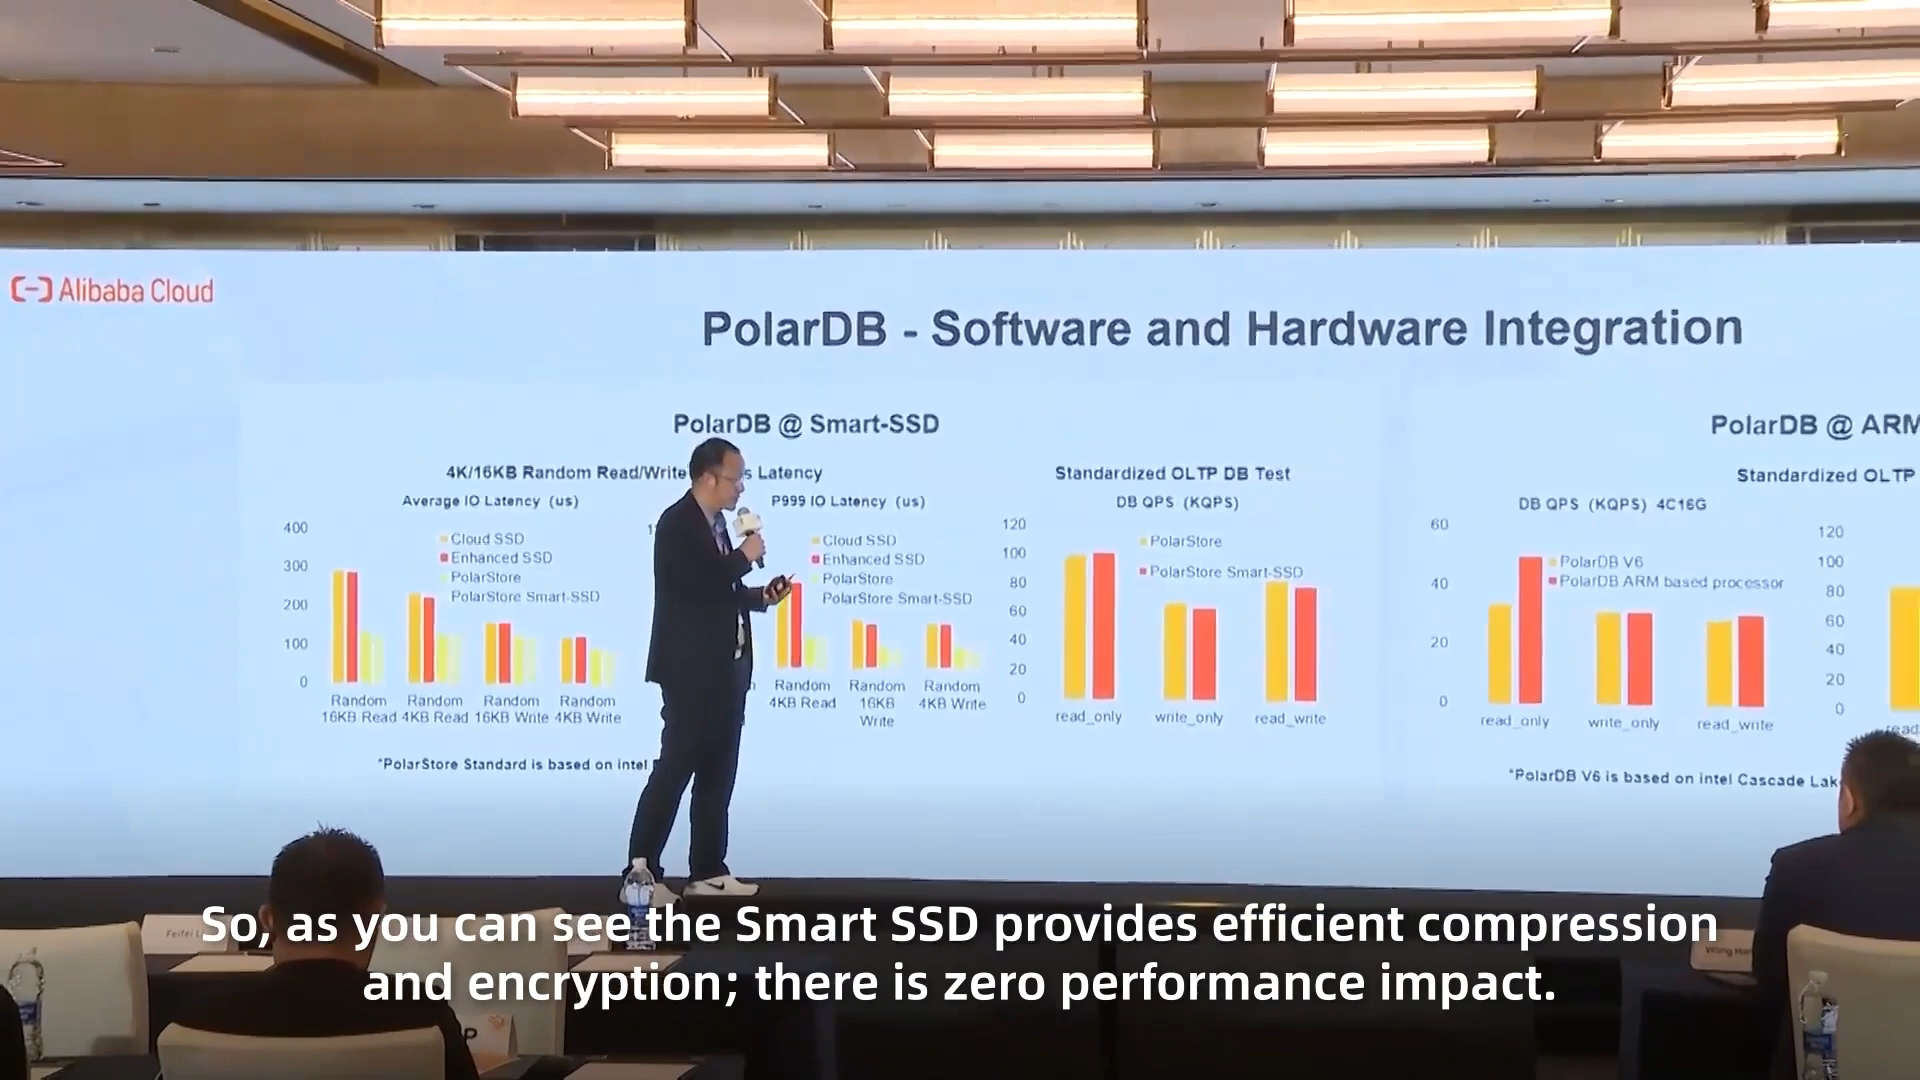 Alibaba Cloud
PolarDB - Software and Hardware Integration
PolarDB @ Smart-SSD
4K/16KB Random Read/Write
s Latency
Average IO Latency (us)
400
300
200
100
0
Cloud SSD
Enhanced SSD
PolarStore
PolarStore Smart-SSD
Random 16KB Read
Random 4KB Read
Random 16KB Write
Random 4KB Write
*PolarStore Standard is based on intel
P999 IO Latency (us)
Cloud SSD
Enhanced SSD
PolarStore
PolarStore Smart-SSD
Random 4KB Read
Random 16KB Write
Random 4KB Write
Standardized OLTP DB Test
DB QPS (KQPS)
120
100
80
60
40
20
0
PolarStore
PolarStore Smart-SSD
read_only
write_only
read_write
PolarDB @ ARM
Standardized OLTP
DB QPS (KQPS) 4C16G
60
40
20
0
PolarDB V6
PolarDB ARM based processor
read_only
write_only
read_write
120
100
80
60
40
20
0
read
*PolarDB V6 is based on intel Cascade Lak
Feifei
Wang
P
So, as you can see the Smart SSD provides efficient compression
and encryption; there is zero performance impact.